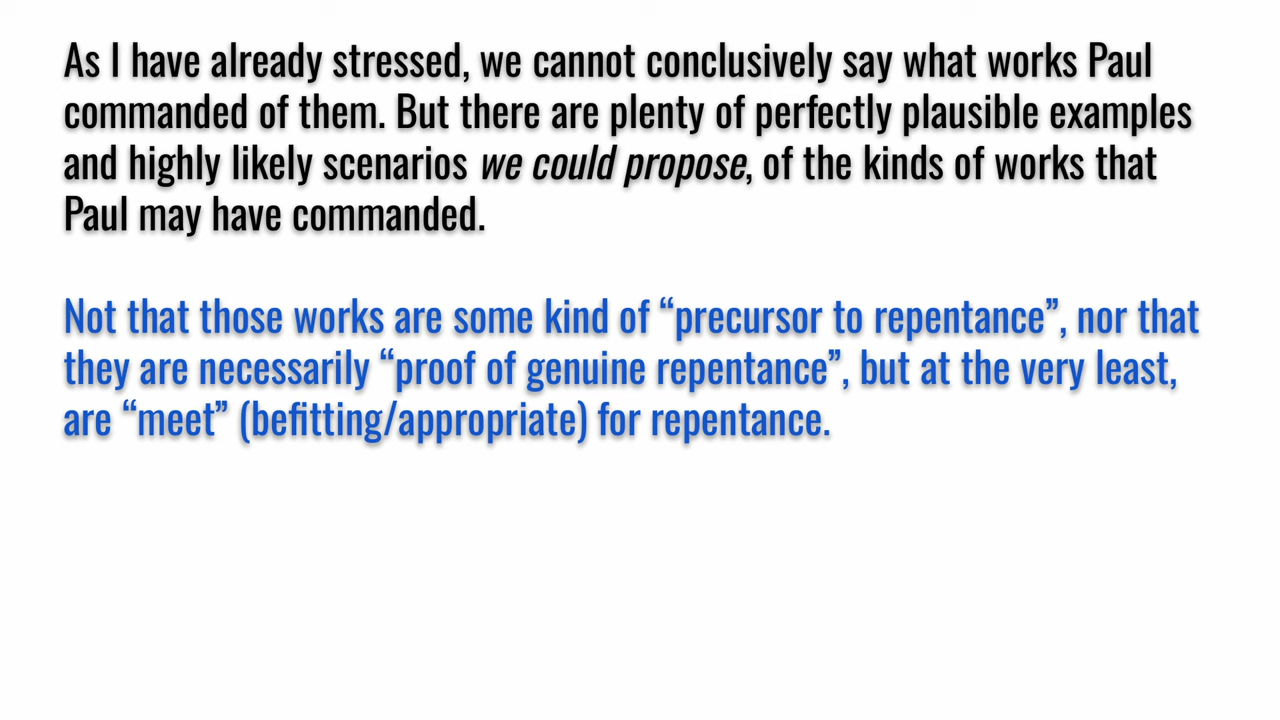 As I have already stressed, we cannot conclusively say what works Paul
commanded of them. But there are plenty of perfectly plausible examples
and highly likely scenarios we could propose, of the kinds of works that
Paul may have commanded.
Not that those works are some kind of “precursor to repentance”, nor that
they are necessarily “proof of genuine repentance”, but at the very least,
are “meet” (befitting/appropriate) for repentance.